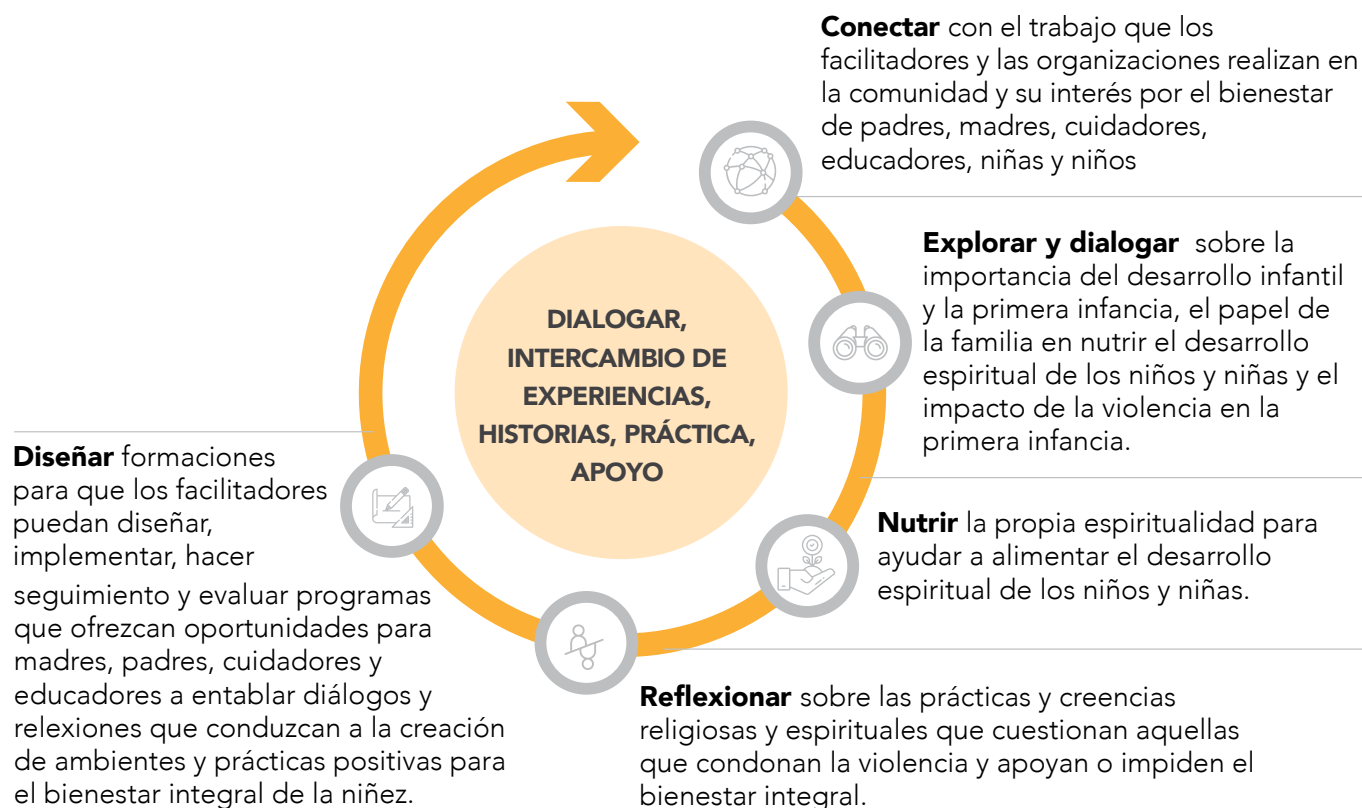 Conectar con el trabajo que los
facilitadores y las organizaciones realizan en
la comunidad y su interés por el bienestar
de padres, madres, cuidadores,
educadores, niñas y niños
Explorar y dialogar sobre la
importancia del desarrollo infantil
y la primera infancia, el papel de
la familia en nutrir el desarrollo
espiritual de los niños y niñas y el
impacto de la violencia en la
primera infancia.
Nutrir la propia espiritualidad para
ayudar a alimentar el desarrollo
espiritual de los niños y niñas.
Reflexionar sobre las prácticas y creencias
religiosas y espirituales que cuestionan aquellas
que condonan la violencia y apoyan o impiden el
bienestar integral.
Diseñar formaciones
para que los facilitadores
puedan diseñar,
implementar, hacer
seguimiento y evaluar programas
que ofrezcan oportunidades para
madres, padres, cuidadores y
educadores a entablar diálogos y
relexiones que conduzcan a la creación
de ambientes y prácticas positivas para
el bienestar integral de la niñez.
DIALOGAR,
INTERCAMBIO DE
EXPERIENCIAS,
HISTORIAS, PRÁCTICA,
APOYO